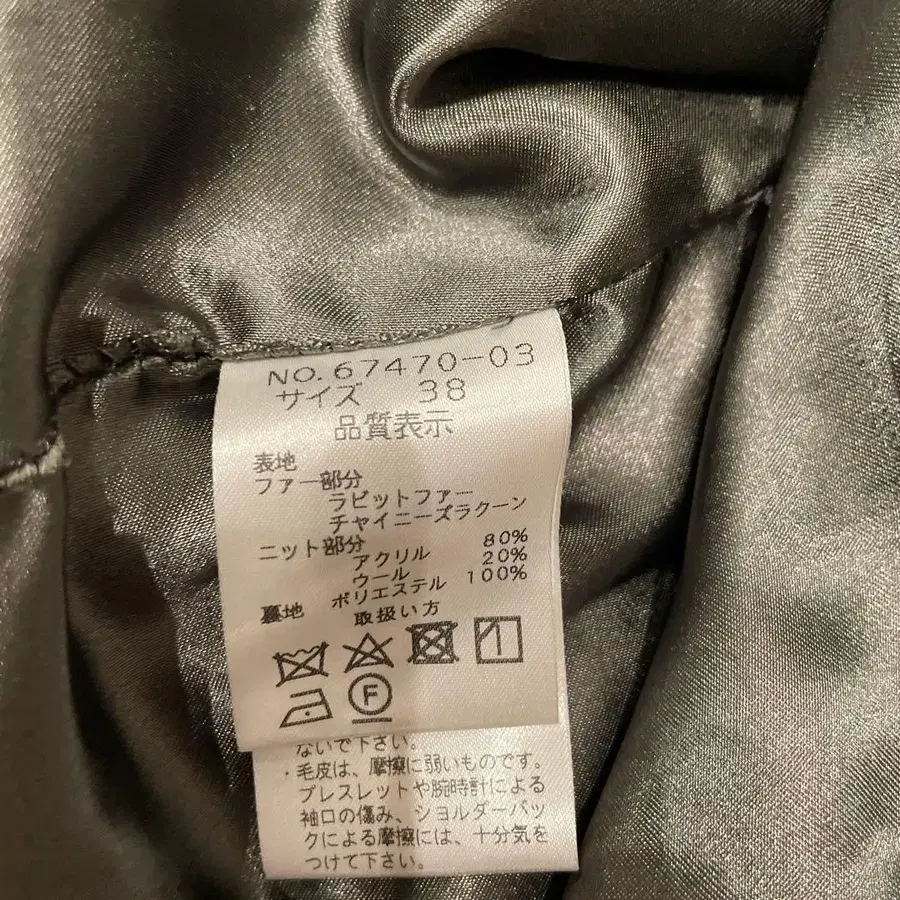 NO.67470-03
サイズ 38
品質表示
表地
ファー部分
ラビットファー
チャイニーズラクーン
ニット部分
アクリル 80%
ウール 20%
裏地 ポリエステル 100%
取扱い方
F
ないで下さい。
・毛皮は、摩擦に弱いものです。
ブレスレットや腕時計による
袖口の傷み、ショルダーバッ
クによる摩擦には、十分気を
つけて下さい。